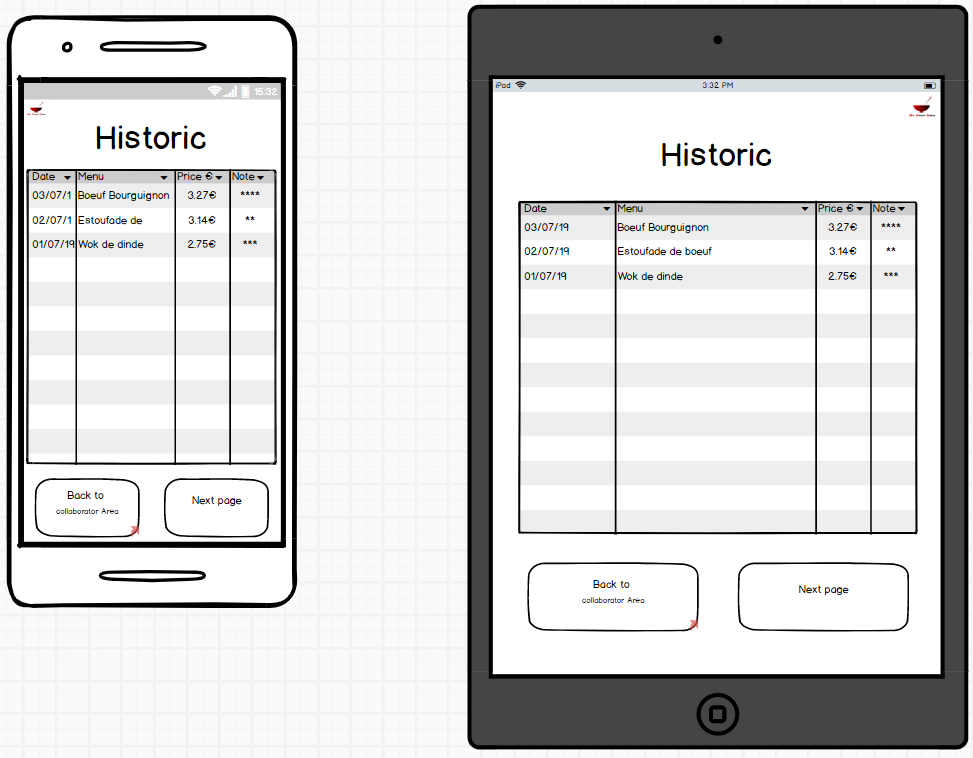 15:32
Historic
Date Menu Price € Note
03/07/1 Boeuf Bourguignon 3.27€ ****
02/07/1 Estoufade de 3.14€ **
01/07/19 Wok de dinde 2.75€ ***
Back to
collaborator Area
Next page
iPad 3:32 PM
Historic
Date Menu Price € Note
03/07/19 Boeuf Bourguignon 3.27€ ****
02/07/19 Estoufade de boeuf 3.14€ **
01/07/19 Wok de dinde 2.75€ ***
Back to
collaborator Area
Next page